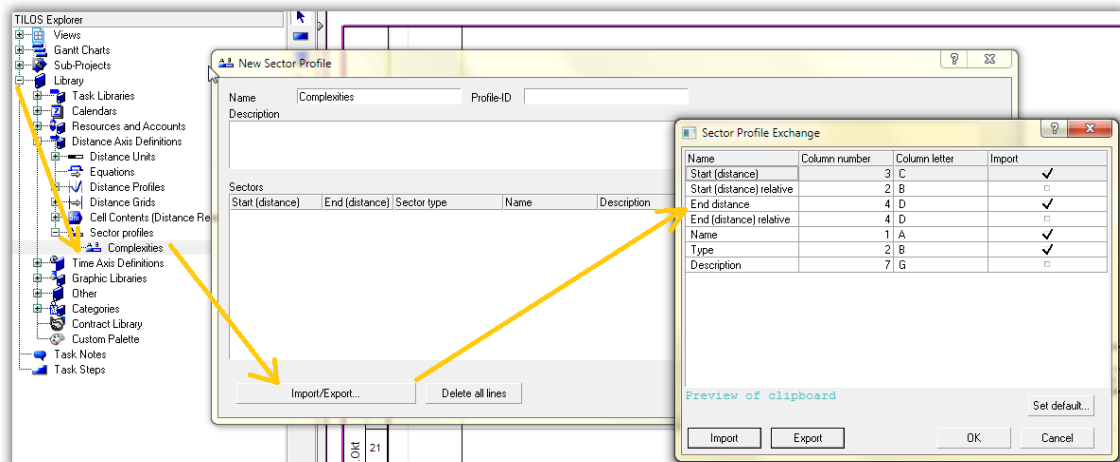 TILOS Explorer
Views
Gantt Charts
Sub-Projects
Library
Task Libraries
Calendars
Resources and Accounts
Distance Axis Definitions
Distance Units
Equations
Distance Profiles
Distance Grids
Cell Contents (Distance Re
Sector profiles
Complexities
Time Axis Definitions
Graphic Libraries
Other
Categories
Contract Library
Custom Palette
Task Notes
Task Steps
New Sector Profile
Name Complexities Profile-ID
Description
Sectors
Start (distance) End (distance) Sector type Name Description
Import/Export... Delete all lines
Sector Profile Exchange
Name Column number Column letter Import
Start (distance) 3 C
Start (distance) relative 2 B
End distance 4 D
End (distance) relative 4 D
Name 1 A
Type 2 B
Description 7 G
Preview of clipboard
Set default...
Import Export OK Cancel
.Okt 21